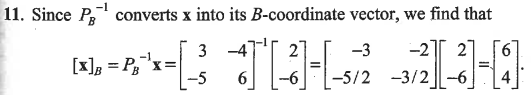 11. Since P_B^{-1} converts x into its B-coordinate vector, we find that
[x]_B = P_B^{-1} x = [3 -4; -5 6]^{-1} [2; -6] = [-3 -2; -5/2 -3/2] [2; -6] = [6; 4].